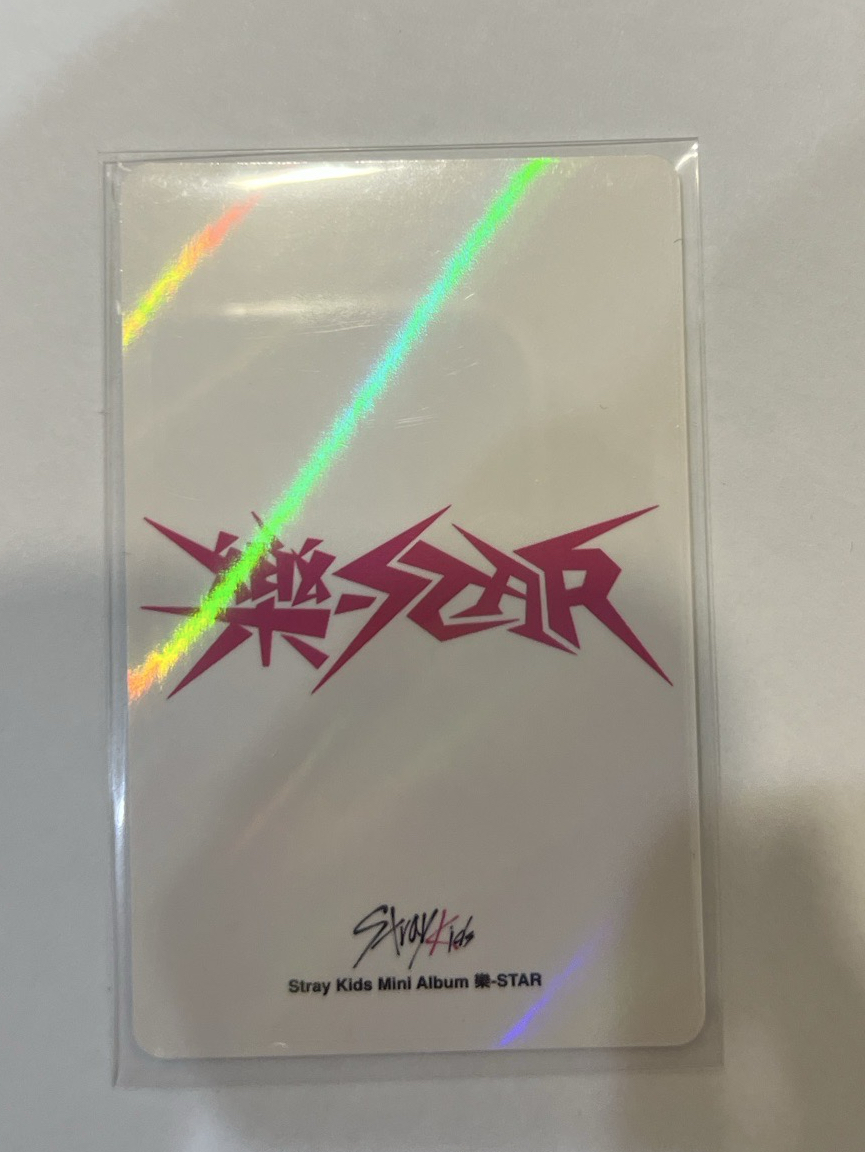 樂-STAR
Stray Kids
Stray Kids Mini Album 樂-STAR